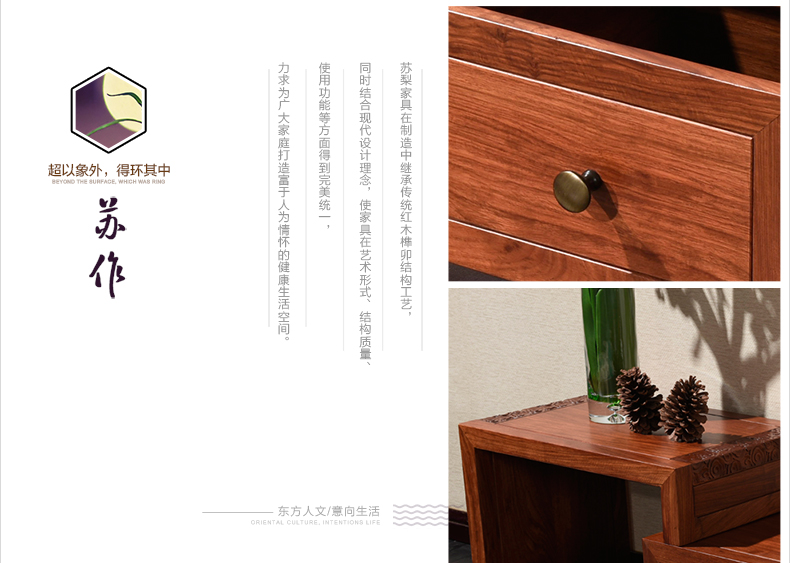 超以象外，得环其中
BEYOND THE SURFACE, WHICH WAS RING
苏作
苏梨家具在制造中继承传统红木榫卯结构工艺，
同时结合现代设计理念，使家具在艺术形式、结构质量、
使用功能等方面得到完美统一，
力求为广大家庭打造富于人为情怀的健康生活空间。
东方人文/意向生活
ORIENTAL CULTURE, INTENTIONS LIFE